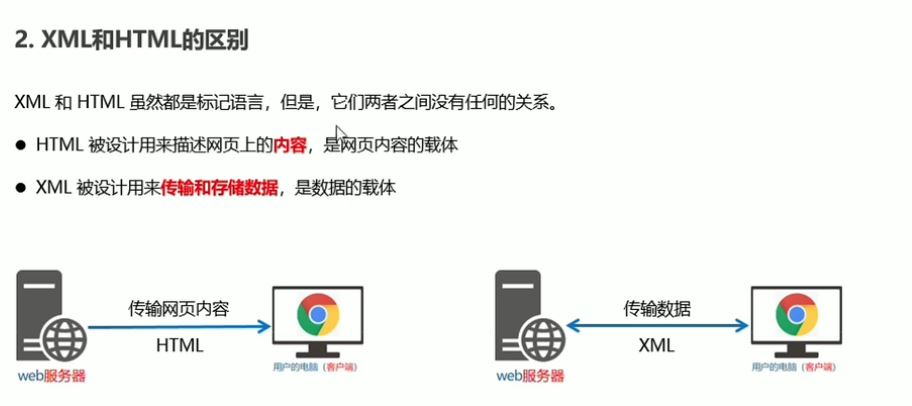 2. XML和HTML的区别
XML 和 HTML 虽然都是标记语言，但是，它们两者之间没有任何的关系。
● HTML 被设计用来描述网页上的内容，是网页内容的载体
● XML 被设计用来传输和存储数据，是数据的载体
传输网页内容
HTML
web服务器
用户的电脑（客户端）
传输数据
XML
web服务器
用户的电脑（客户端）